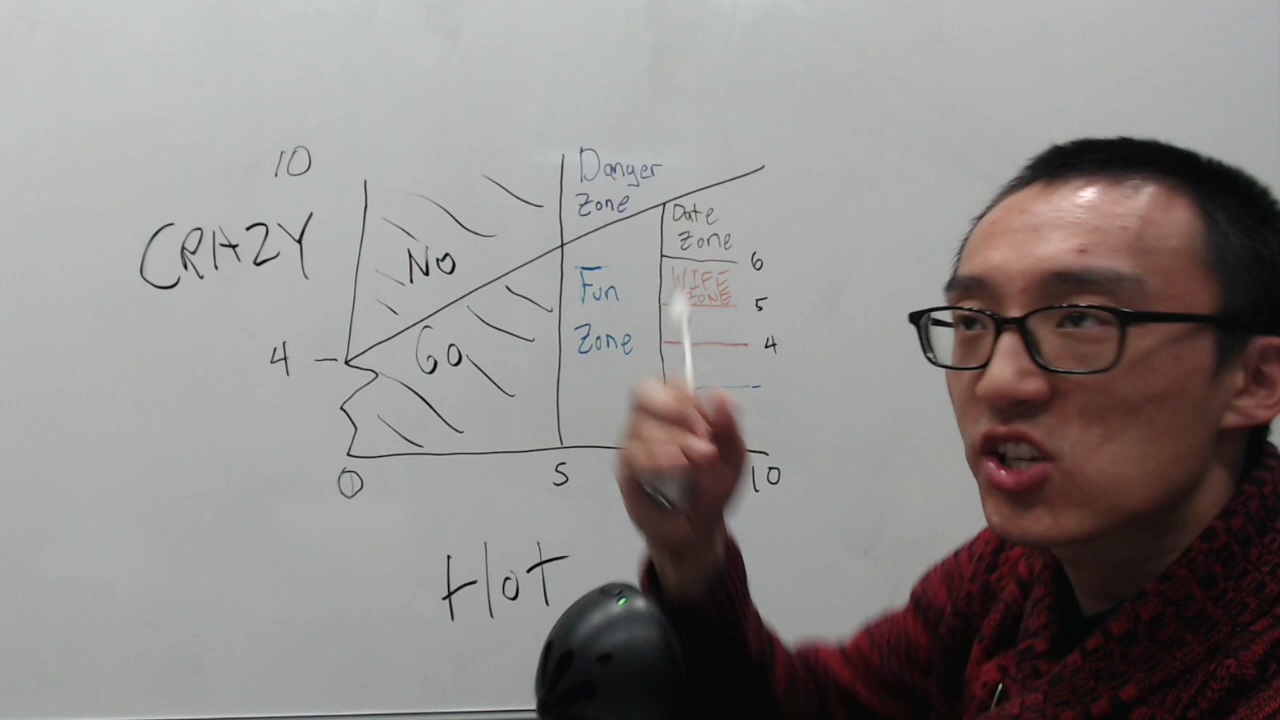 10
Danger
Zone
CRAZY
NO
Date
Zone
6
WIFE
ZONE
5
Fun
Zone
4
GO
4
0
5
10
HOT